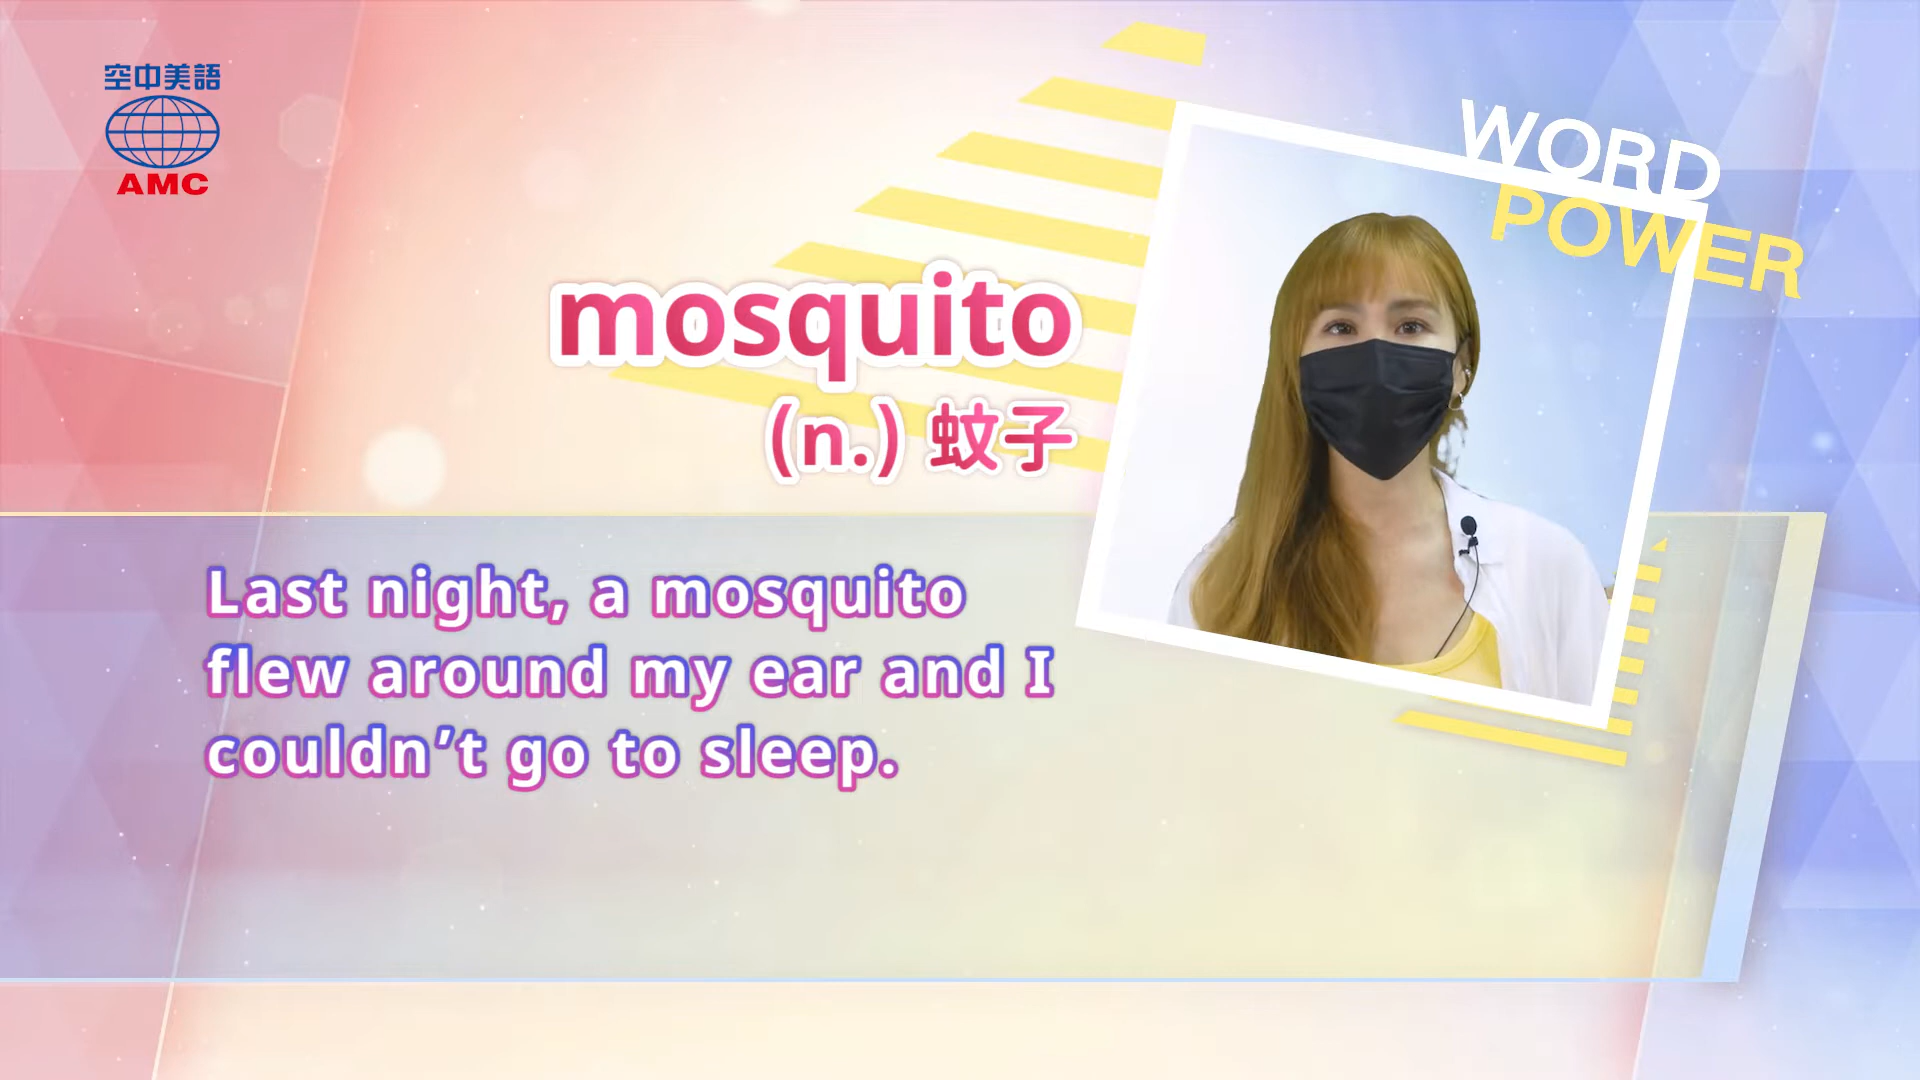 空中美語
AMC
WORD
POWER
mosquito
(n.) 蚊子
Last night, a mosquito
flew around my ear and I
couldn’t go to sleep.